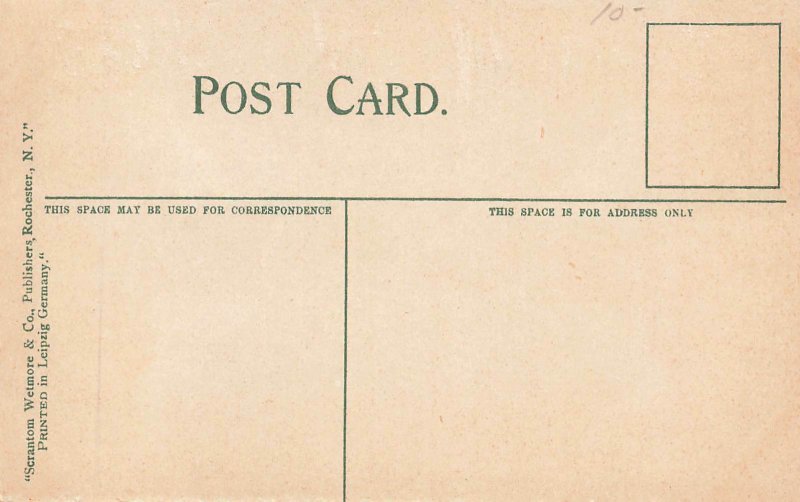 10-
POST CARD.
THIS SPACE MAY BE USED FOR CORRESPONDENCE
THIS SPACE IS FOR ADDRESS ONLY
"Scrantom Wetmore & Co., Publishers, Rochester., N. Y."
PRINTED in Leipzig Germany."